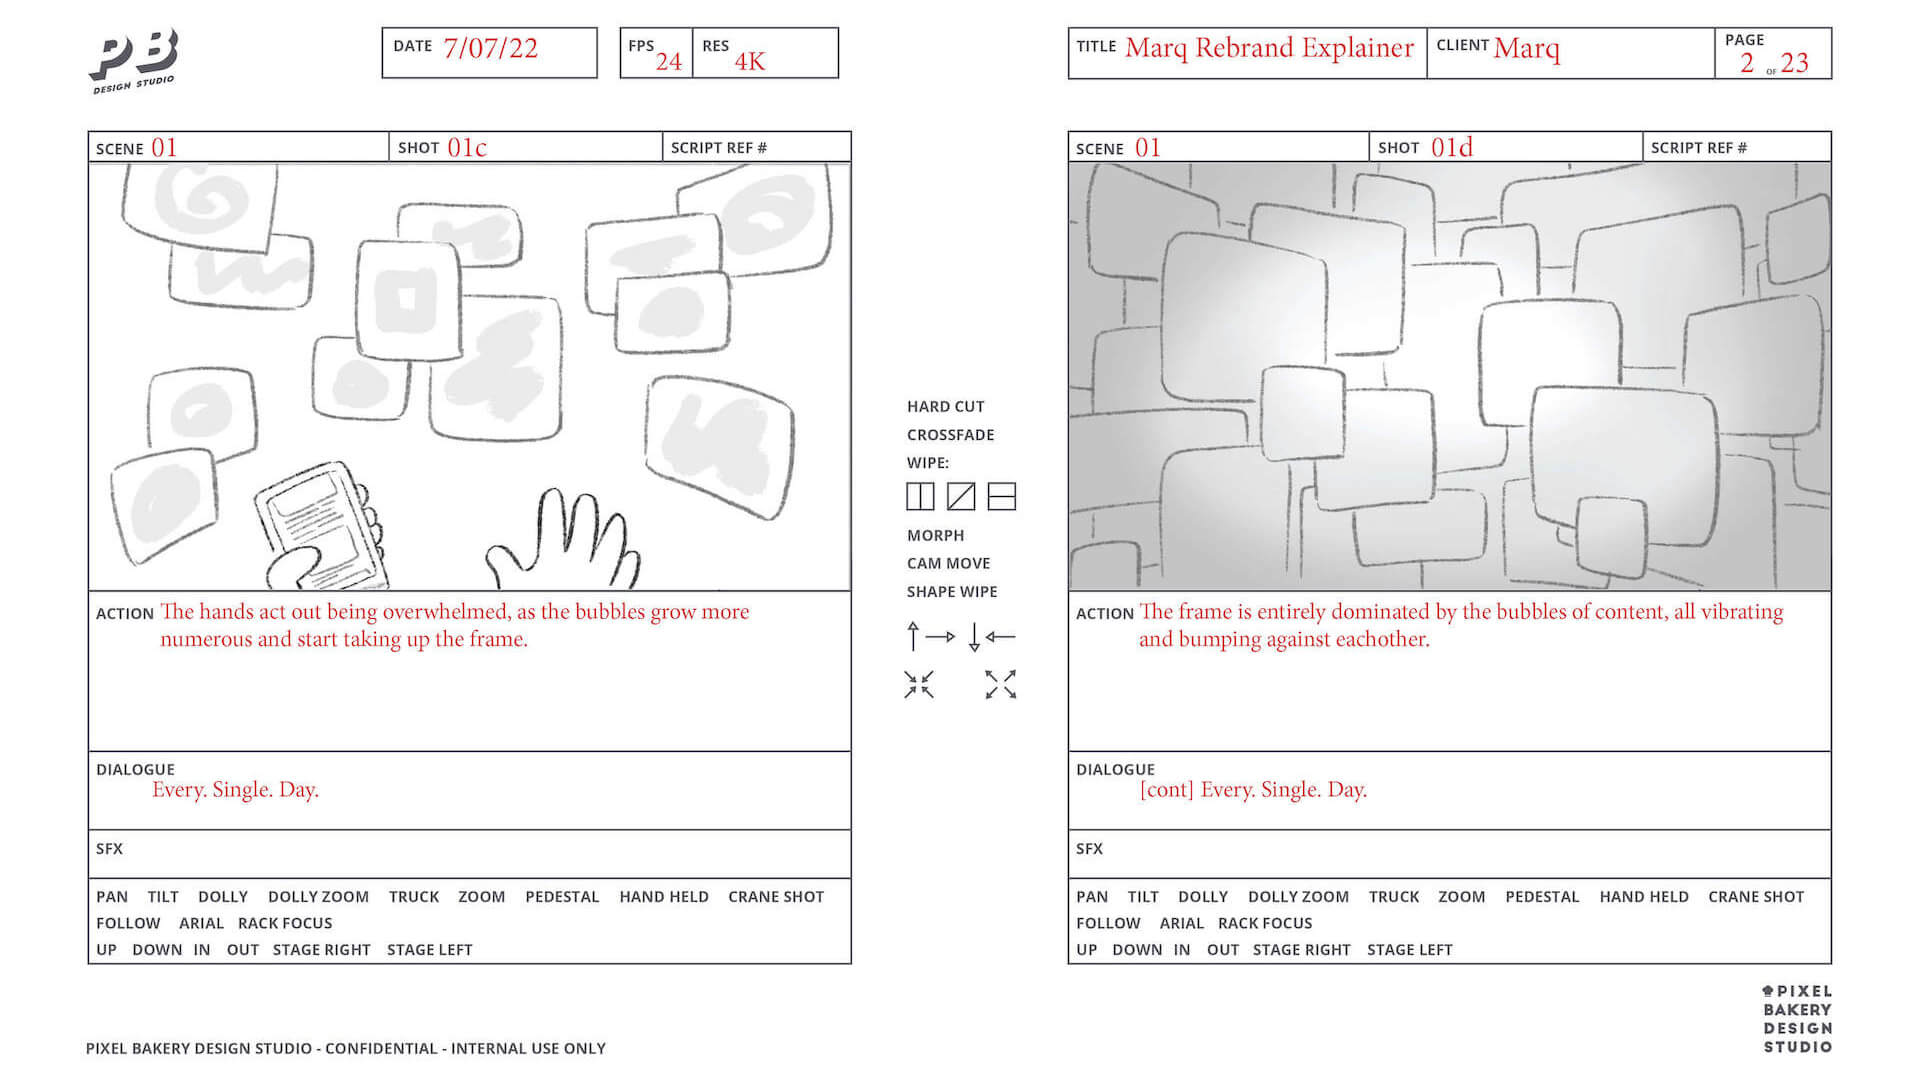 PB
DESIGN STUDIO
DATE 7/07/22
FPS 24 RES 4K
TITLE Marq Rebrand Explainer CLIENT Marq PAGE 2 OF 23
SCENE 01 SHOT 01c SCRIPT REF #
ACTION The hands act out being overwhelmed, as the bubbles grow more
numerous and start taking up the frame.
DIALOGUE
Every. Single. Day.
SFX
PAN TILT DOLLY DOLLY ZOOM TRUCK ZOOM PEDESTAL HAND HELD CRANE SHOT
FOLLOW ARIAL RACK FOCUS
UP DOWN IN OUT STAGE RIGHT STAGE LEFT
HARD CUT
CROSSFADE
WIPE:
MORPH
CAM MOVE
SHAPE WIPE
SCENE 01 SHOT 01d SCRIPT REF #
ACTION The frame is entirely dominated by the bubbles of content, all vibrating
and bumping against eachother.
DIALOGUE
[cont] Every. Single. Day.
SFX
PAN TILT DOLLY DOLLY ZOOM TRUCK ZOOM PEDESTAL HAND HELD CRANE SHOT
FOLLOW ARIAL RACK FOCUS
UP DOWN IN OUT STAGE RIGHT STAGE LEFT
PIXEL BAKERY DESIGN STUDIO - CONFIDENTIAL - INTERNAL USE ONLY
PIXEL
BAKERY
DESIGN
STUDIO